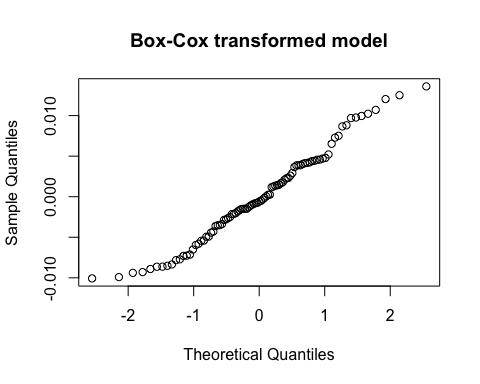 Box-Cox transformed model
Sample Quantiles
0.010
0.000
-0.010
-2 -1 0 1 2
Theoretical Quantiles